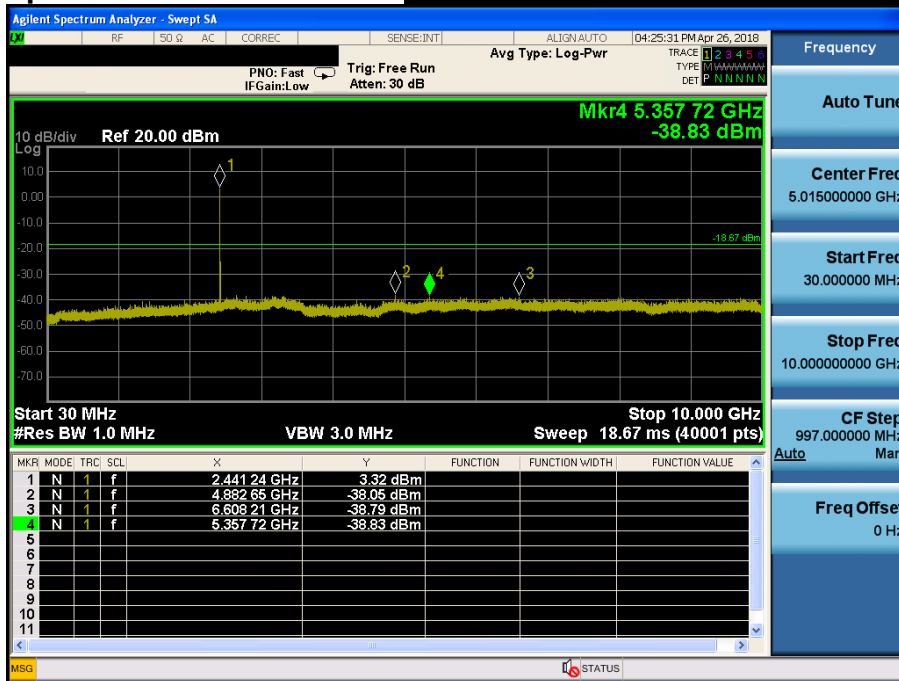 Agilent Spectrum Analyzer - Swept SA
LXI RF 50 Ω AC CORREC SENSE:INT ALIGN AUTO 04:25:31 PM Apr 26, 2018
Avg Type: Log-Pwr
TRACE 1 2 3 4 5 6
PNO: Fast Trig: Free Run TYPE M
IFGain:Low Atten: 30 dB DET P N N N N N
Mkr4 5.357 72 GHz
-38.83 dBm
10 dB/div Ref 20.00 dBm
Log
1
10.0
0.00
-10.0
-18.67 dBm
-20.0
2 4 3
-30.0
-40.0
-50.0
-60.0
-70.0
Start 30 MHz Stop 10.000 GHz
#Res BW 1.0 MHz VBW 3.0 MHz Sweep 18.67 ms (40001 pts)
MKR MODE TRC SCL X Y FUNCTION FUNCTION WIDTH FUNCTION VALUE
1 N 1 f 2.441 24 GHz 3.32 dBm
2 N 1 f 4.882 65 GHz -38.05 dBm
3 N 1 f 6.608 21 GHz -38.79 dBm
4 N 1 f 5.357 72 GHz -38.83 dBm
5
6
7
8
9
10
11
MSG STATUS
Frequency
Auto Tune
Center Freq
5.015000000 GHz
Start Freq
30.000000 MHz
Stop Freq
10.000000000 GHz
CF Step
997.000000 MHz
Auto Man
Freq Offset
0 Hz